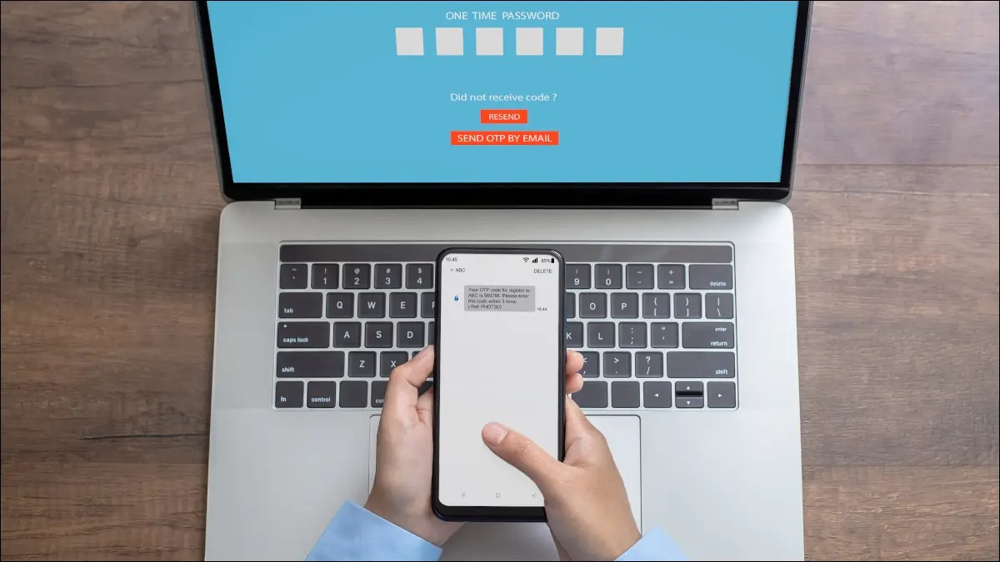 ONE TIME PASSWORD
Did not receive code ?
RESEND
SEND OTP BY EMAIL
10.45
85%
< ABC
DELETE
Your OTP code for register to
ABC is 569786. Please enter
this code within 3 mins.
( Ref: PHOT3D)
10.44
~ ! @ # $ ( ) - +
1 2 3 4 9 0 = delete
tab Q W E O P { [ } ] | \
caps lock A S D K L : ; " ' enter return
shift Z X < > . ? / shift
fn control